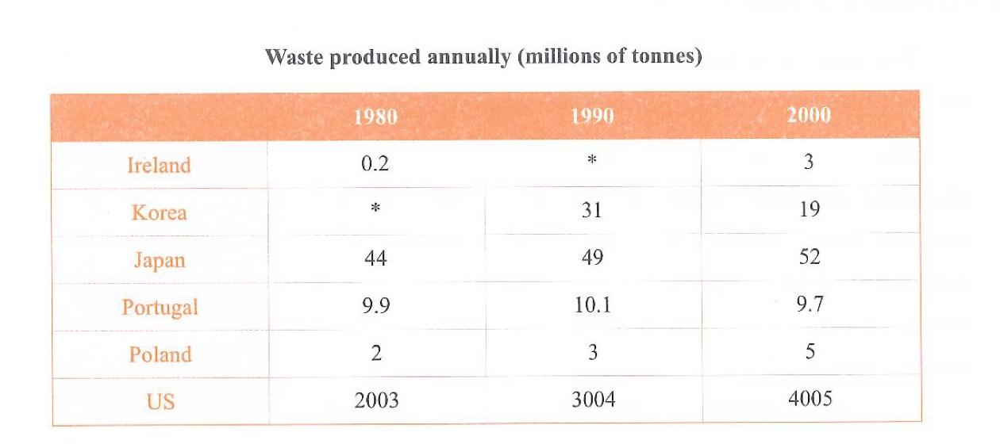 Waste produced annually (millions of tonnes)
1980 1990 2000
Ireland 0.2 * 3
Korea * 31 19
Japan 44 49 52
Portugal 9.9 10.1 9.7
Poland 2 3 5
US 2003 3004 4005